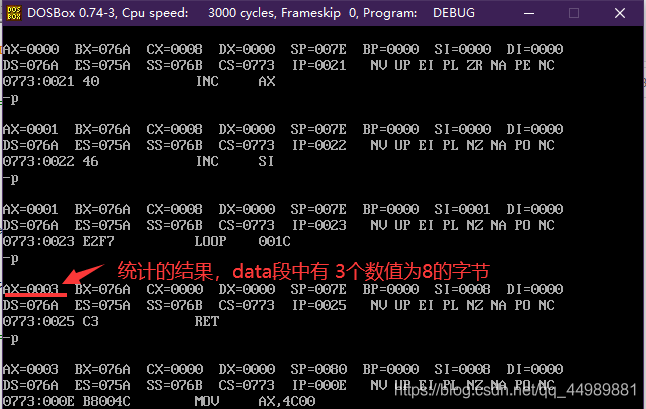 DOS BOX DOSBox 0.74-3, Cpu speed: 3000 cycles, Frameskip 0, Program: DEBUG
AX=0000 BX=076A CX=0008 DX=0000 SP=007E BP=0000 SI=0000 DI=0000
DS=076A ES=075A SS=076B CS=0773 IP=0021 NV UP EI PL ZR NA PE NC
0773:0021 40 INC AX
-p
AX=0001 BX=076A CX=0008 DX=0000 SP=007E BP=0000 SI=0000 DI=0000
DS=076A ES=075A SS=076B CS=0773 IP=0022 NV UP EI PL NZ NA PO NC
0773:0022 46 INC SI
-p
AX=0001 BX=076A CX=0008 DX=0000 SP=007E BP=0000 SI=0001 DI=0000
DS=076A ES=075A SS=076B CS=0773 IP=0023 NV UP EI PL NZ NA PO NC
0773:0023 E2F7 LOOP 001C
-p
统计的结果，data段中有 3个数值为8的字节
AX=0003 BX=076A CX=0000 DX=0000 SP=007E BP=0000 SI=0008 DI=0000
DS=076A ES=075A SS=076B CS=0773 IP=0025 NV UP EI PL NZ NA PO NC
0773:0025 C3 RET
-p
AX=0003 BX=076A CX=0000 DX=0000 SP=0080 BP=0000 SI=0008 DI=0000
DS=076A ES=075A SS=076B CS=0773 IP=000E NV UP EI PL NZ NA PO NC
0773:000E B8004C MOV AX,4C00
https://blog.csdn.net/qq_44989881